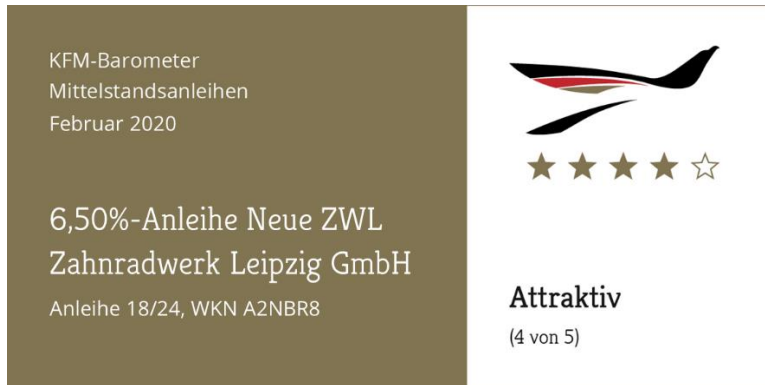 KFM-Barometer
Mittelstandsanleihen
Februar 2020
6,50%-Anleihe Neue ZWL
Zahnradwerk Leipzig GmbH
Anleihe 18/24, WKN A2NBR8
Attraktiv
(4 von 5)